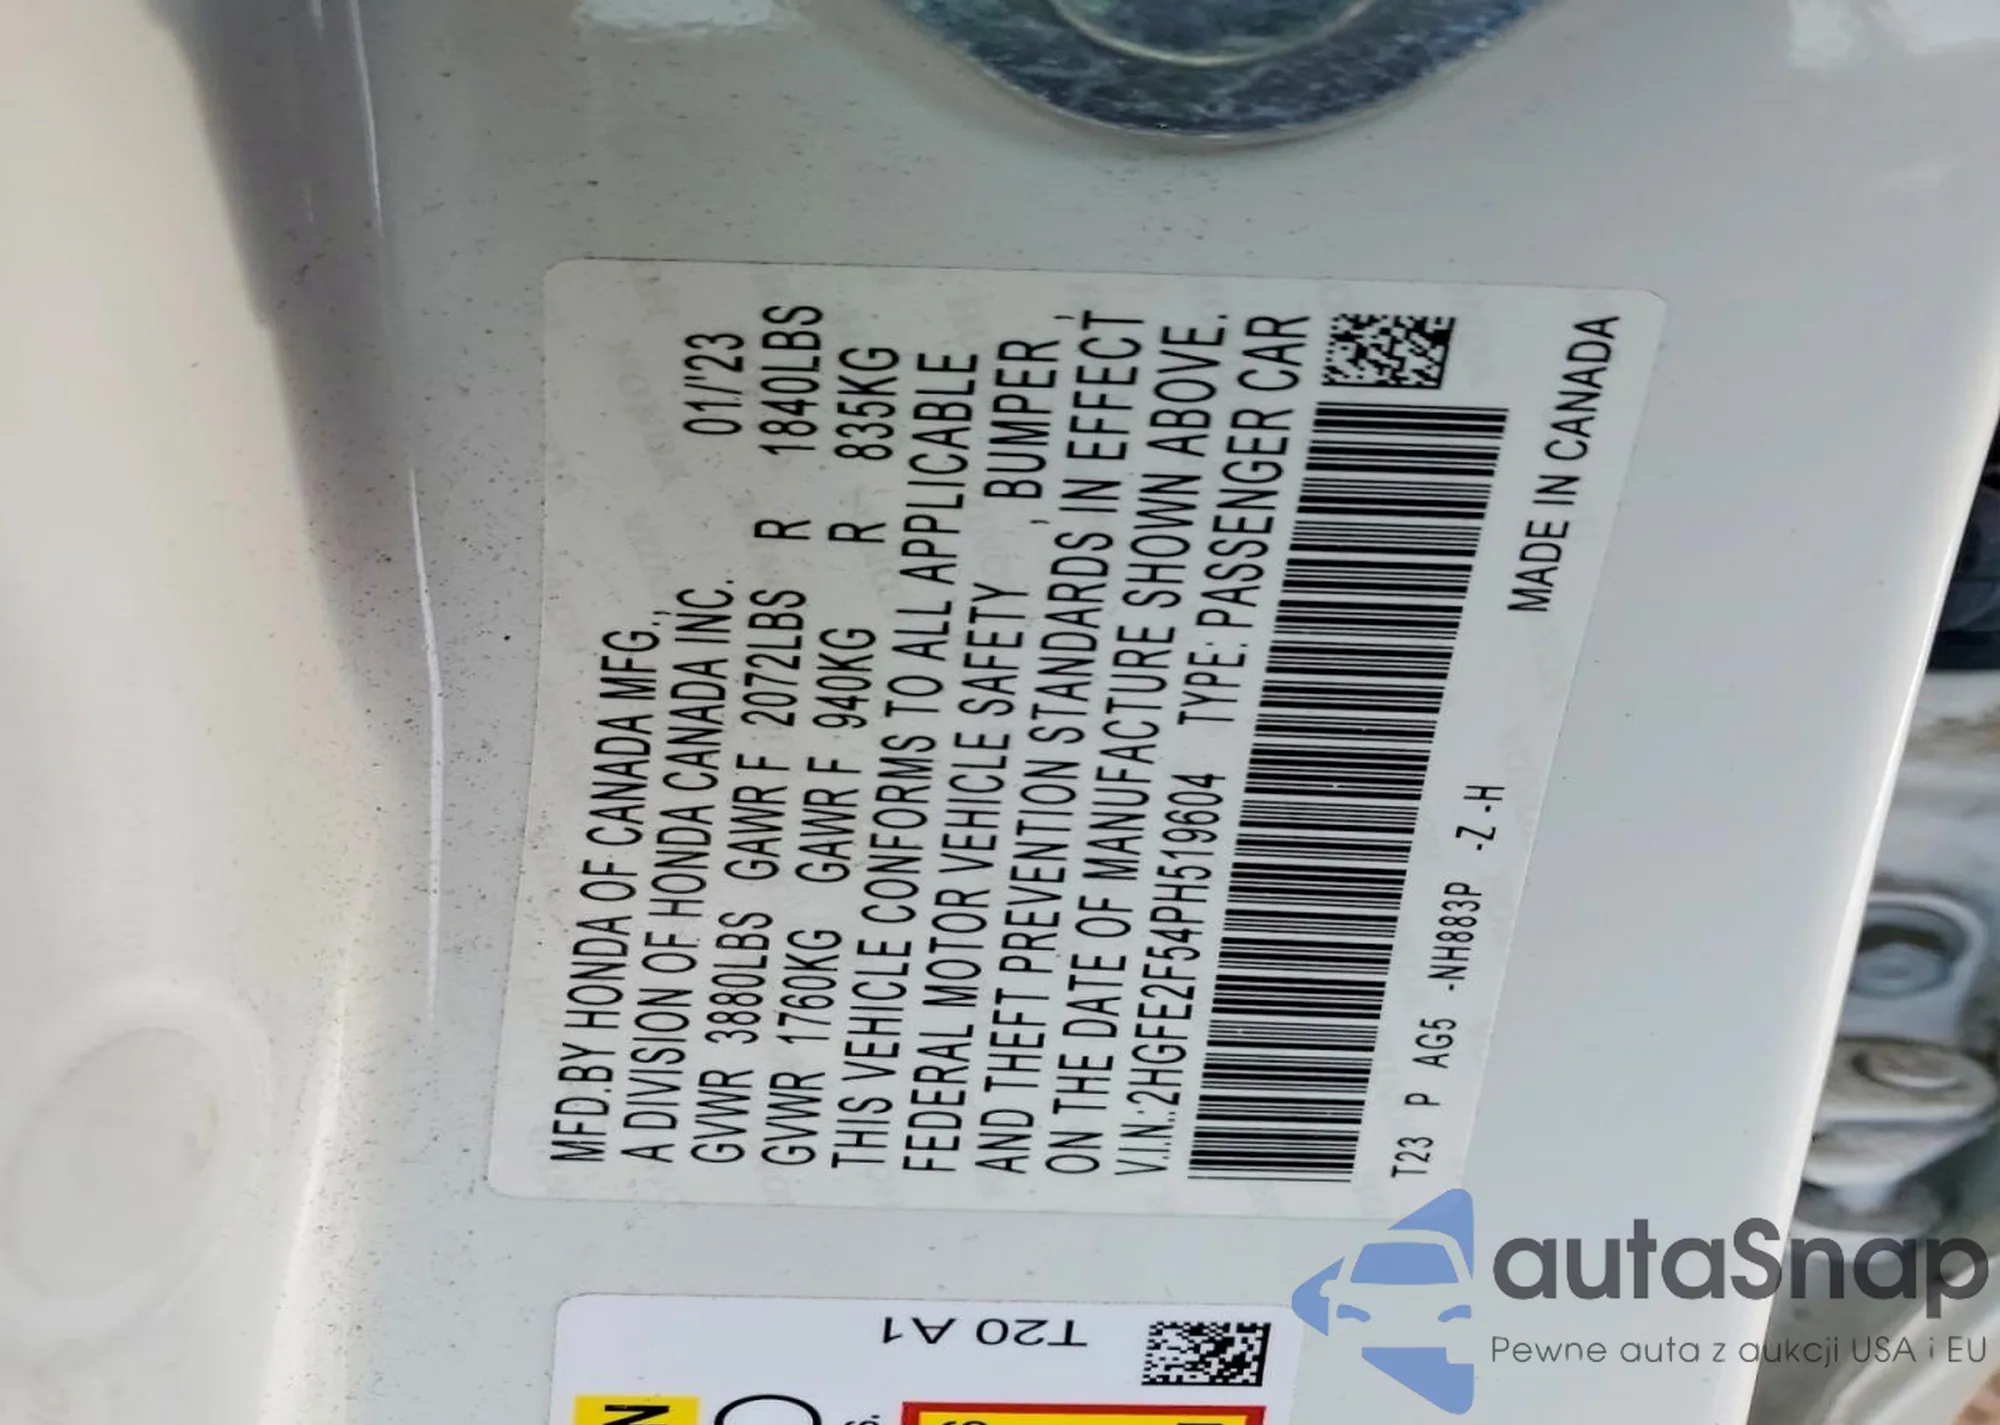 MFD.BY HONDA OF CANADA MFG.,
A DIVISION OF HONDA CANADA INC. 01/'23
GVWR 3880LBS GAWR F 2072LBS R 1840LBS
GVWR 1760KG GAWR F 940KG R 835KG
THIS VEHICLE CONFORMS TO ALL APPLICABLE
FEDERAL MOTOR VEHICLE SAFETY , BUMPER ,
AND THEFT PREVENTION STANDARDS IN EFFECT
ON THE DATE OF MANUFACTURE SHOWN ABOVE.
V.I.N.:2HGFE2F54PH519604 TYPE: PASSENGER CAR
T23 P AG5 -NH883P -Z -H MADE IN CANADA
T20 A1
autaSnap
Pewne auta z aukcji USA i EU